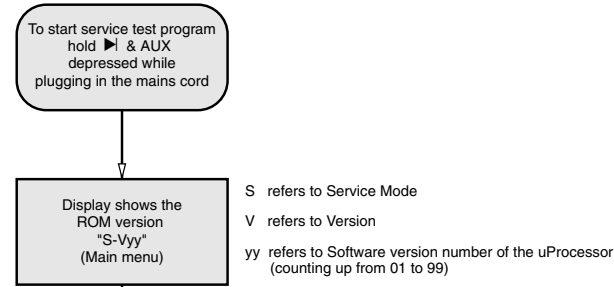 To start service test program
hold ▶| & AUX
depressed while
plugging in the mains cord
Display shows the
ROM version
"S-Vyy"
(Main menu)
S refers to Service Mode
V refers to Version
yy refers to Software version number of the uProcessor
(counting up from 01 to 99)